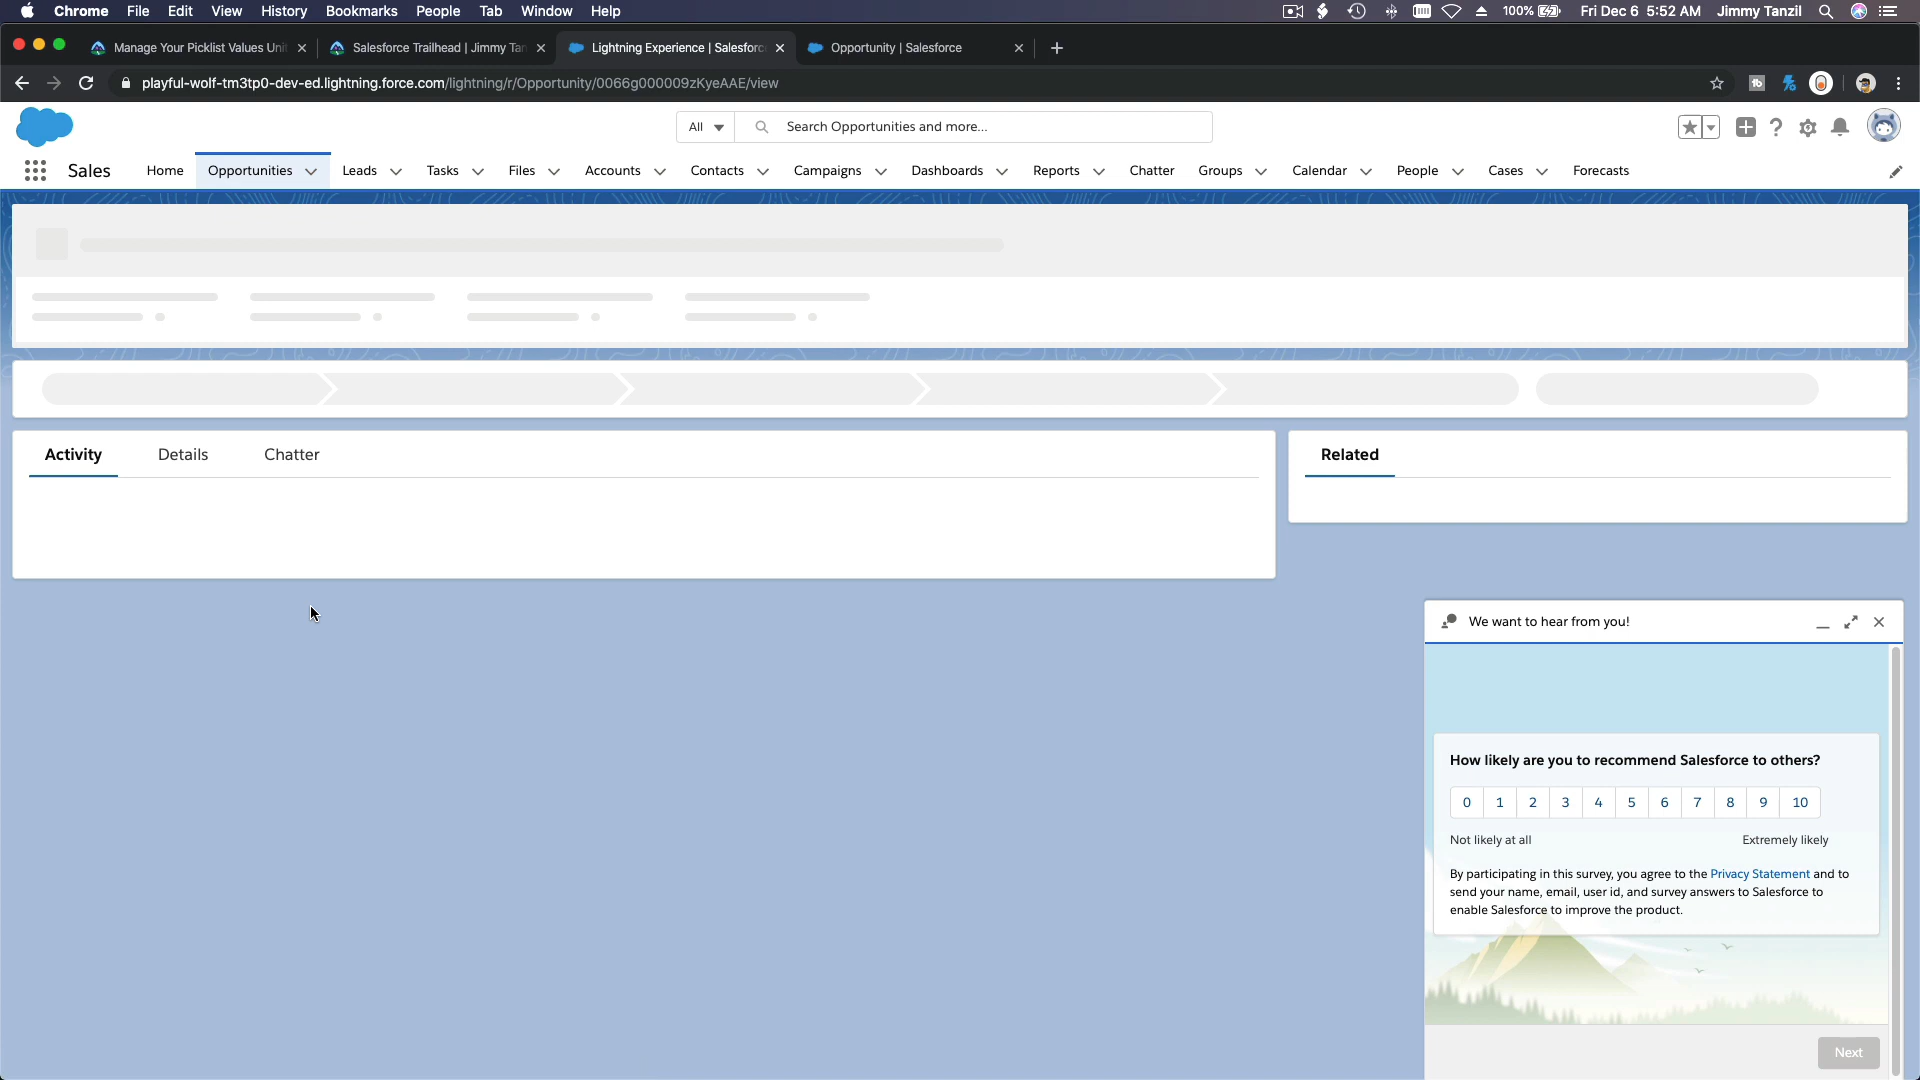 Chrome File Edit View History Bookmarks People Tab Window Help 100% Fri Dec 6 5:52 AM Jimmy Tanzil
Manage Your Picklist Values Uni Salesforce Trailhead | Jimmy Tan Lightning Experience | Salesforc Opportunity | Salesforce
playful-wolf-tm3tp0-dev-ed.lightning.force.com/lightning/r/Opportunity/0066g000009zKyeAAE/view
All Search Opportunities and more...
Sales Home Opportunities Leads Tasks Files Accounts Contacts Campaigns Dashboards Reports Chatter Groups Calendar People Cases Forecasts
Activity Details Chatter
Related
We want to hear from you!
How likely are you to recommend Salesforce to others?
0 1 2 3 4 5 6 7 8 9 10
Not likely at all Extremely likely
By participating in this survey, you agree to the Privacy Statement and to
send your name, email, user id, and survey answers to Salesforce to
enable Salesforce to improve the product.
Next